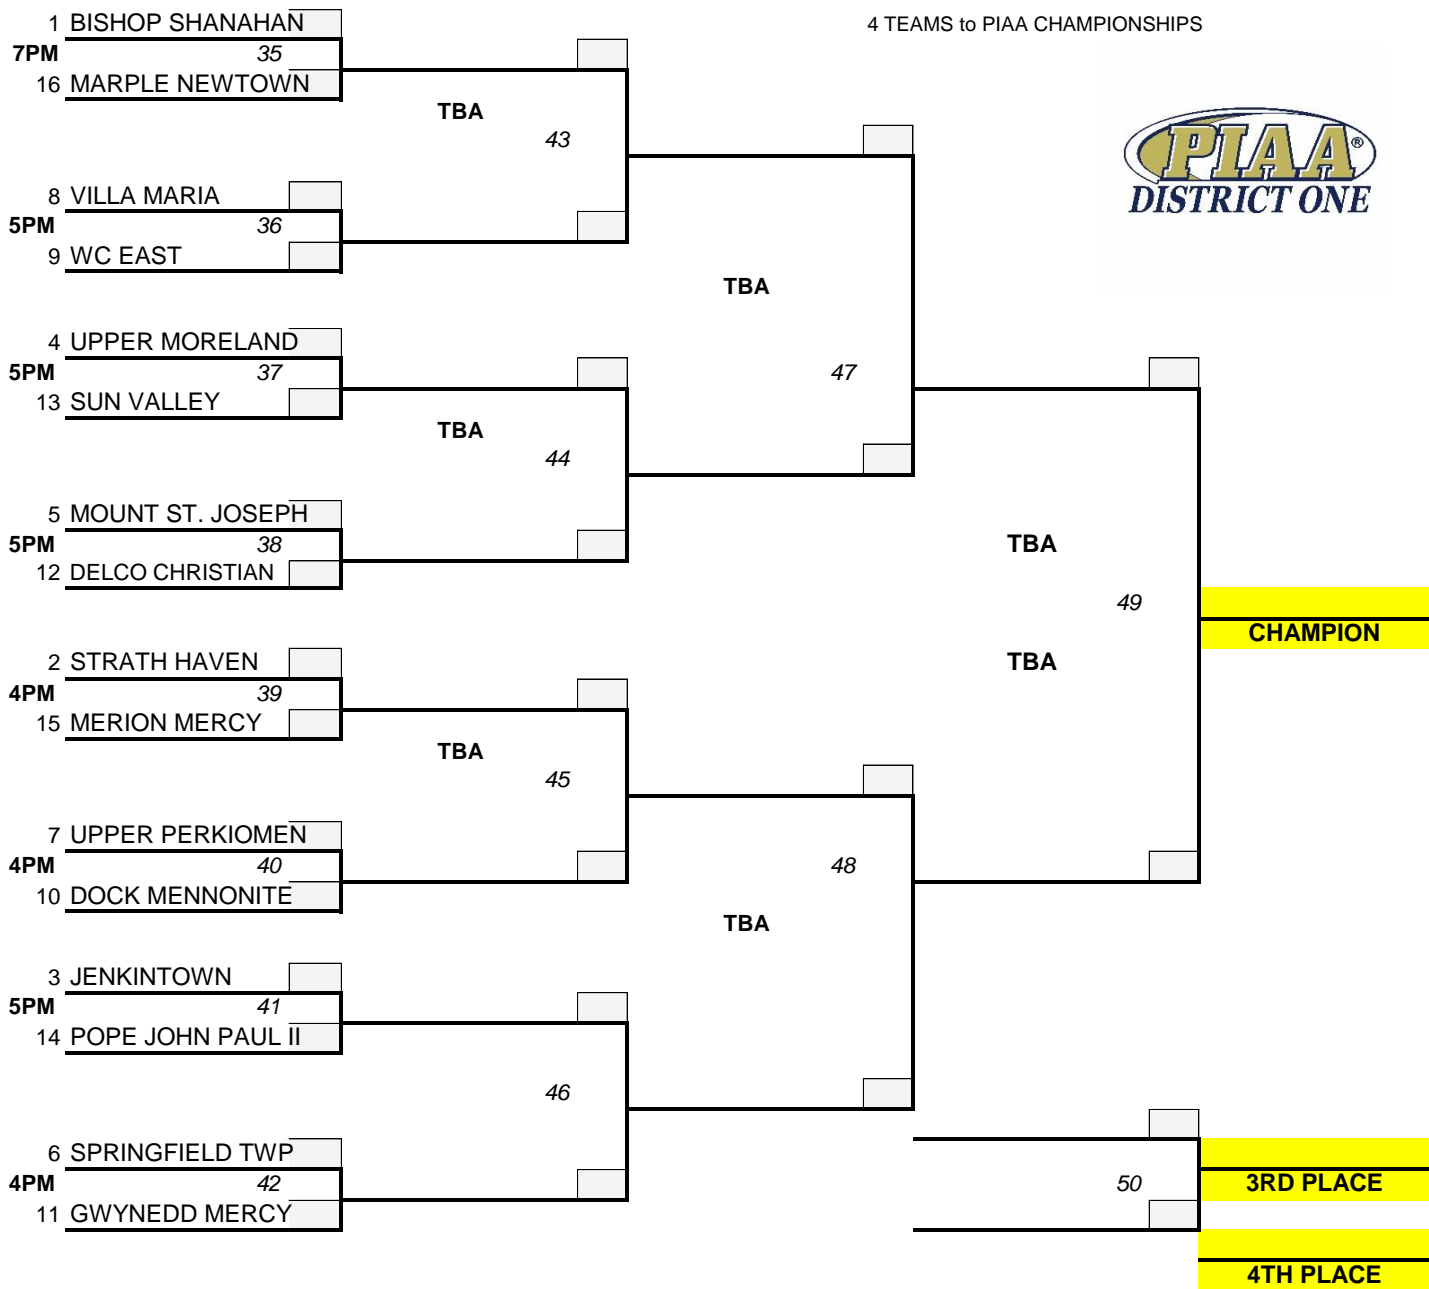 1 BISHOP SHANAHAN
7PM 35
16 MARPLE NEWTOWN
8 VILLA MARIA
5PM 36
9 WC EAST
4 UPPER MORELAND
5PM 37
13 SUN VALLEY
5 MOUNT ST. JOSEPH
5PM 38
12 DELCO CHRISTIAN
2 STRATH HAVEN
4PM 39
15 MERION MERCY
7 UPPER PERKIOMEN
4PM 40
10 DOCK MENNONITE
3 JENKINTOWN
5PM 41
14 POPE JOHN PAUL II
6 SPRINGFIELD TWP
4PM 42
11 GWYNEDD MERCY
TBA
43
TBA
44
TBA
45
46
TBA
47
48
TBA
4 TEAMS to PIAA CHAMPIONSHIPS
PIAA®
DISTRICT ONE
TBA
49
TBA
CHAMPION
50
3RD PLACE
4TH PLACE